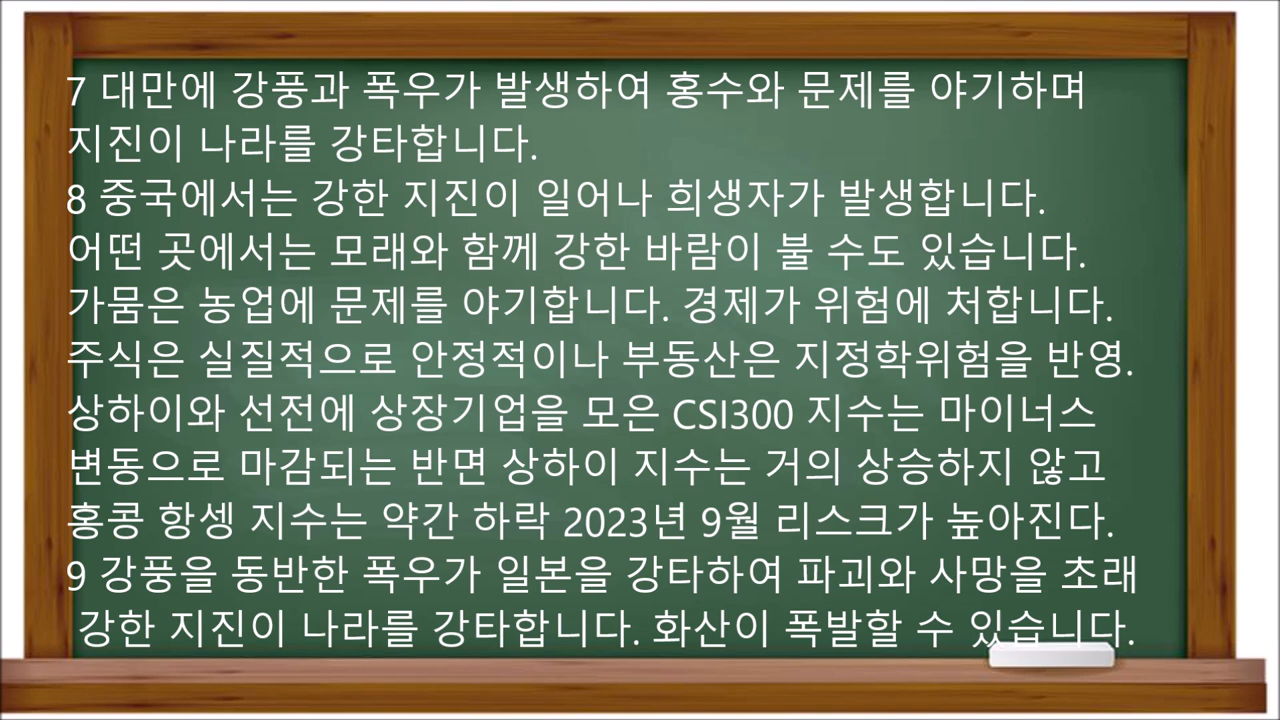 7 대만에 강풍과 폭우가 발생하여 홍수와 문제를 야기하며
지진이 나라를 강타합니다.
8 중국에서는 강한 지진이 일어나 희생자가 발생합니다.
어떤 곳에서는 모래와 함께 강한 바람이 불 수도 있습니다.
가뭄은 농업에 문제를 야기합니다. 경제가 위험에 처합니다.
주식은 실질적으로 안정적이나 부동산은 지정학위험을 반영.
상하이와 선전에 상장기업을 모은 CSI300 지수는 마이너스
변동으로 마감되는 반면 상하이 지수는 거의 상승하지 않고
홍콩 항셍 지수는 약간 하락 2023년 9월 리스크가 높아진다.
9 강풍을 동반한 폭우가 일본을 강타하여 파괴와 사망을 초래
강한 지진이 나라를 강타합니다. 화산이 폭발할 수 있습니다.